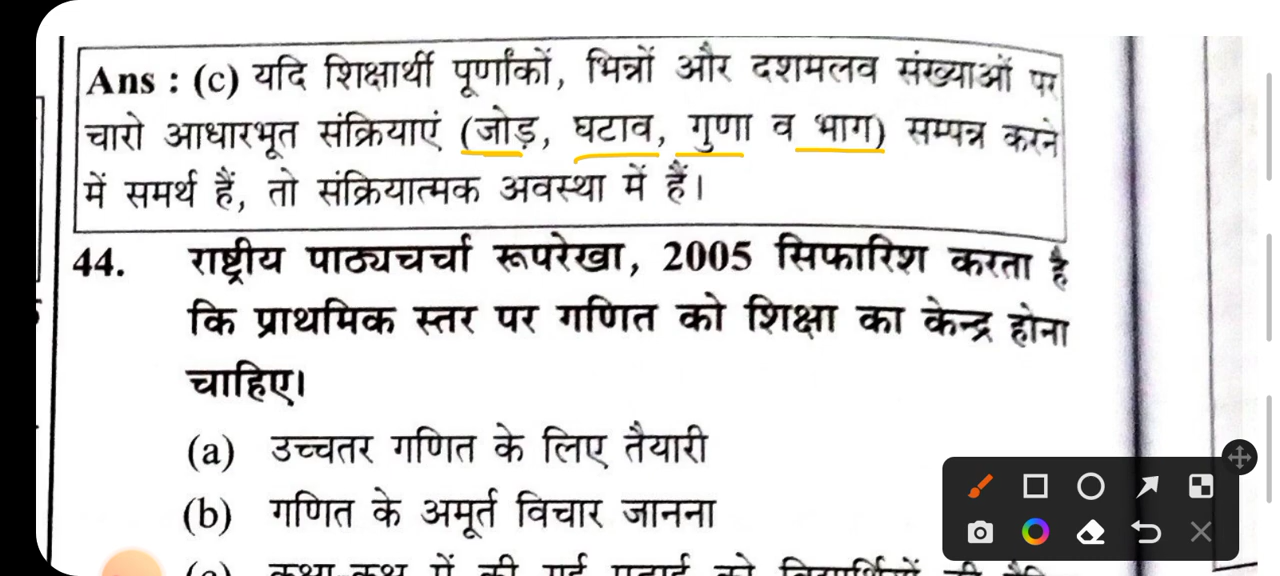 Ans : (c) यदि शिक्षार्थी पूर्णांकों, भिन्नों और दशमलव संख्याओं पर
चारो आधारभूत संक्रियाएं (जोड़, घटाव, गुणा व भाग) सम्पन्न करने
में समर्थ हैं, तो संक्रियात्मक अवस्था में हैं।
44. राष्ट्रीय पाठ्यचर्चा रूपरेखा, 2005 सिफारिश करता है
कि प्राथमिक स्तर पर गणित को शिक्षा का केन्द्र होना
चाहिए।
(a) उच्चतर गणित के लिए तैयारी
(b) गणित के अमूर्त विचार जानना